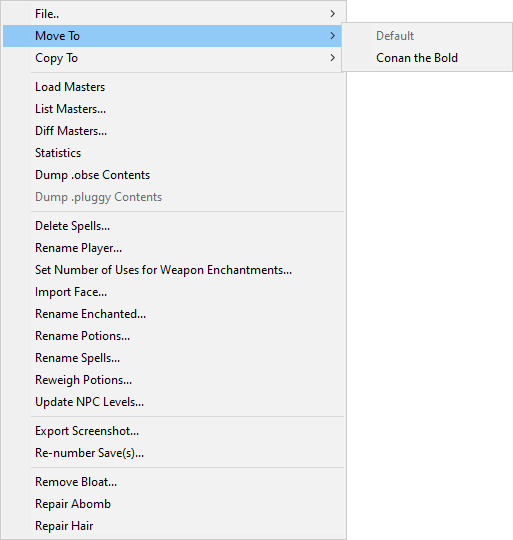 File..
Move To
Default
Copy To
Conan the Bold
Load Masters
List Masters...
Diff Masters...
Statistics
Dump .obse Contents
Dump .pluggy Contents
Delete Spells...
Rename Player...
Set Number of Uses for Weapon Enchantments...
Import Face...
Rename Enchanted...
Rename Potions...
Rename Spells...
Reweigh Potions...
Update NPC Levels...
Export Screenshot...
Re-number Save(s)...
Remove Bloat...
Repair Abomb
Repair Hair